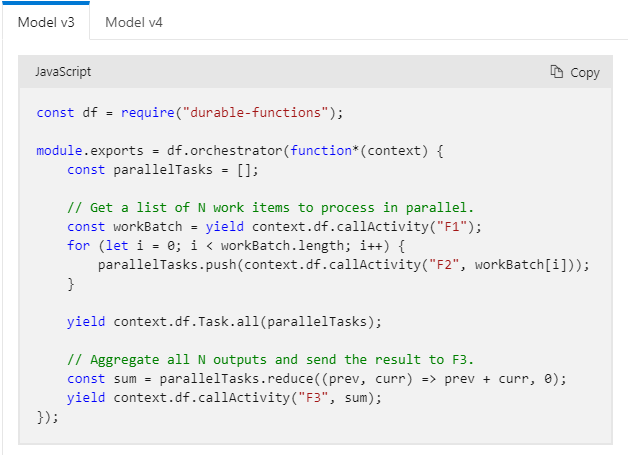 Model v3 Model v4
JavaScript Copy
const df = require("durable-functions");
module.exports = df.orchestrator(function*(context) {
    const parallelTasks = [];
    // Get a list of N work items to process in parallel.
    const workBatch = yield context.df.callActivity("F1");
    for (let i = 0; i < workBatch.length; i++) {
        parallelTasks.push(context.df.callActivity("F2", workBatch[i]));
    }
    yield context.df.Task.all(parallelTasks);
    // Aggregate all N outputs and send the result to F3.
    const sum = parallelTasks.reduce((prev, curr) => prev + curr, 0);
    yield context.df.callActivity("F3", sum);
});